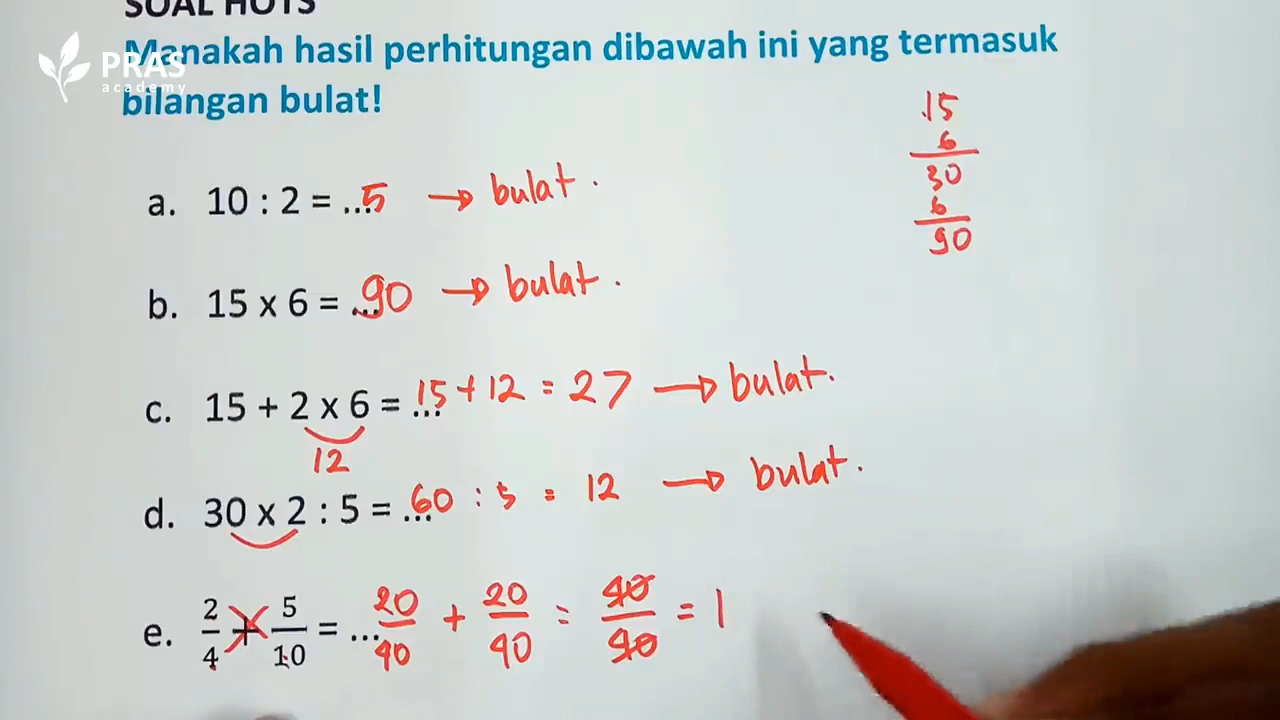 SOAL HOTS
Manakah hasil perhitungan dibawah ini yang termasuk
PRAS
academy
bilangan bulat!
15
6
30
6
90
a. 10 : 2 = ...5 → bulat.
b. 15 x 6 = ...90 → bulat.
c. 15 + 2 x 6 = ...15 + 12 = 27 → bulat.
12
d. 30 x 2 : 5 = ...60 : 5 = 12 → bulat.
e. 2/4 + 5/10 = ...20/40 + 20/40 = 40/40 = 1